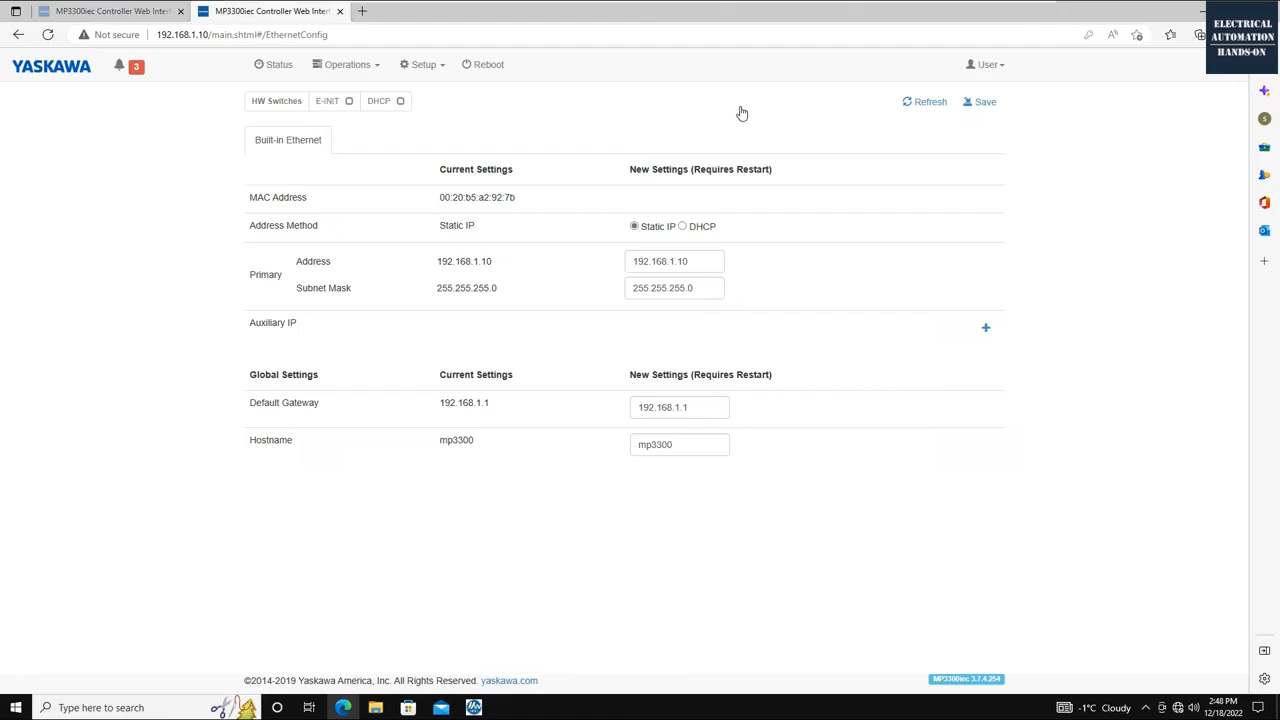 MP3300iec Controller Web Interf
MP3300iec Controller Web Interf
Not secure
192.168.1.10/main.shtml#/EthernetConfig
ELECTRICAL
AUTOMATION
HANDS-ON
YASKAWA
3
Status
Operations
Setup
Reboot
User
HW Switches
E-INIT
DHCP
Refresh
Save
Built-in Ethernet
Current Settings
New Settings (Requires Restart)
MAC Address
00:20:b5:a2:92:7b
Address Method
Static IP
Static IP
DHCP
Primary
Address
192.168.1.10
192.168.1.10
Subnet Mask
255.255.255.0
255.255.255.0
Auxiliary IP
Global Settings
Current Settings
New Settings (Requires Restart)
Default Gateway
192.168.1.1
192.168.1.1
Hostname
mp3300
mp3300
©2014-2019 Yaskawa America, Inc. All Rights Reserved. yaskawa.com
MP3300iec 3.7.4.254
Type here to search
-1°C Cloudy
2:48 PM
12/18/2022